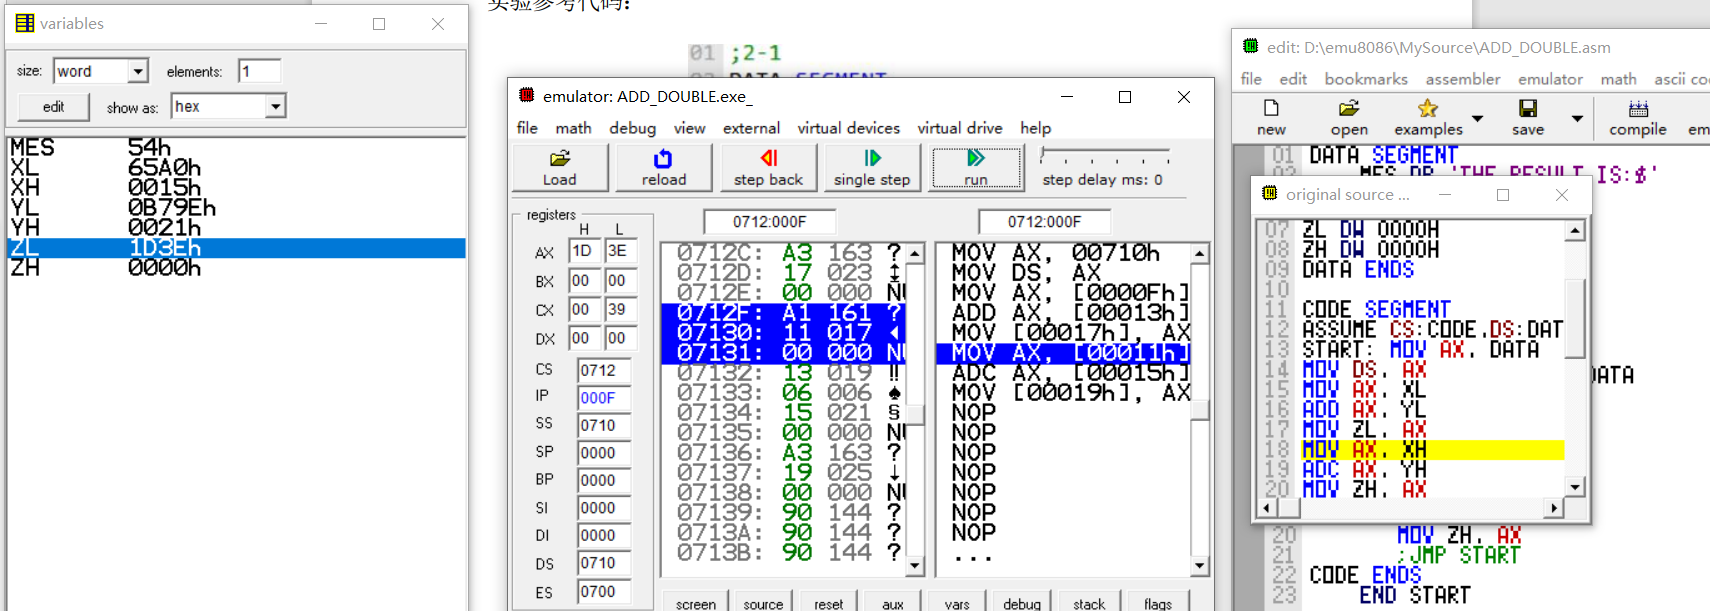 实验参考代码：
01 ;2-1
DATA SEGMENT
variables
size: word elements: 1
edit show as: hex
MES 54h
XL 65A0h
XH 0015h
YL 0B79Eh
YH 0021h
ZL 1D3Eh
ZH 0000h
emulator: ADD_DOUBLE.exe_
file math debug view external virtual devices virtual drive help
Load reload step back single step run step delay ms: 0
registers
H L
AX 1D 3E
BX 00 00
CX 00 39
DX 00 00
CS 0712
IP 000F
SS 0710
SP 0000
BP 0000
SI 0000
DI 0000
DS 0710
ES 0700
0712:000F 0712:000F
0712C: A3 163 ?
0712D: 17 023 ↨
0712E: 00 000 NU
0712F: A1 161 ?
07130: 11 017 ◄
07131: 00 000 NU
07132: 13 019 ‼
07133: 06 006 ♠
07134: 15 021 §
07135: 00 000 NU
07136: A3 163 ?
07137: 19 025 ↓
07138: 00 000 NU
07139: 90 144 ?
0713A: 90 144 ?
0713B: 90 144 ?
MOV AX, 00710h
MOV DS, AX
MOV AX, [0000Fh]
ADD AX, [00013h]
MOV [00017h], AX
MOV AX, [00011h]
ADC AX, [00015h]
MOV [00019h], AX
NOP
NOP
NOP
NOP
NOP
NOP
NOP
...
screen source reset aux vars debug stack flags
edit: D:\emu8086\MySource\ADD_DOUBLE.asm
file edit bookmarks assembler emulator math ascii co
new open examples save compile em
01 DATA SEGMENT
MES DB 'THE RESULT IS:$'
original source ...
07 ZL DW 0000H
08 ZH DW 0000H
09 DATA ENDS
10
11 CODE SEGMENT
12 ASSUME CS:CODE,DS:DAT
13 START: MOV AX, DATA
14 MOV DS, AX
15 MOV AX, XL
16 ADD AX, YL
17 MOV ZL, AX
18 MOV AX, XH
19 ADC AX, YH
20 MOV ZH, AX
DATA
20 MOV ZH, AX
21 ;JMP START
22 CODE ENDS
23 END START